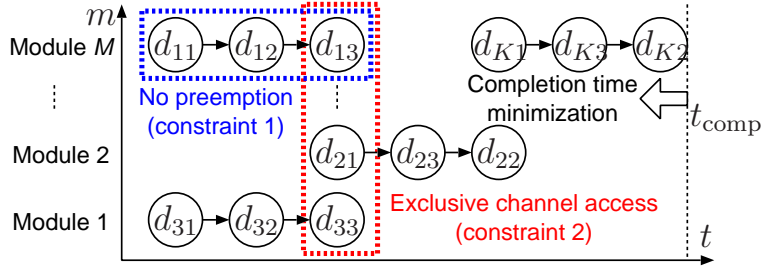 m
Module M
d11 d12 d13 dK1 dK3 dK2
No preemption
(constraint 1)
Completion time
minimization
tcomp
Module 2
d21 d23 d22
Module 1
d31 d32 d33
Exclusive channel access
(constraint 2)
t